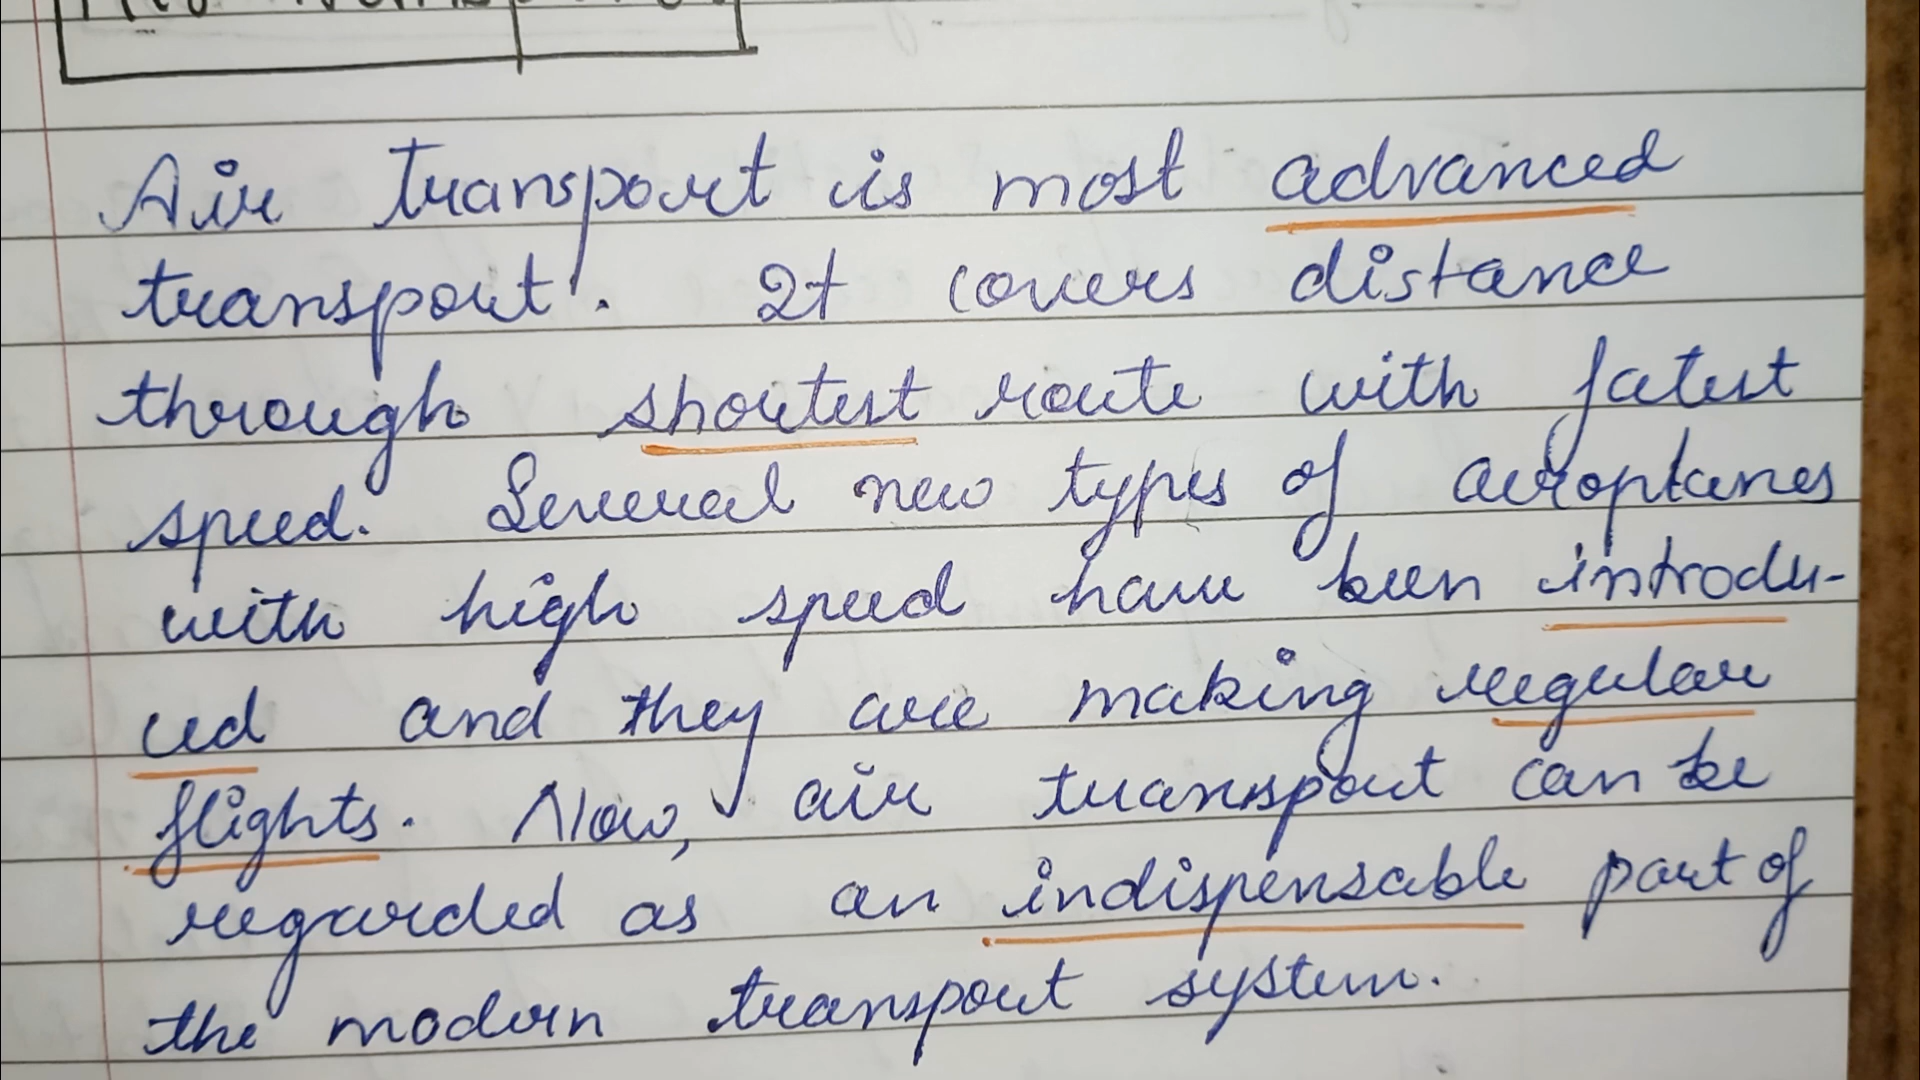 Air transport is most advanced
transport. It covers distance
through shortest route with fatest
speed. Several new types of aeroplanes
with high speed have been introdu-
ced and they are making regular
flights. Now, air transport can be
regarded as an indispensable part of
the modern transport system.